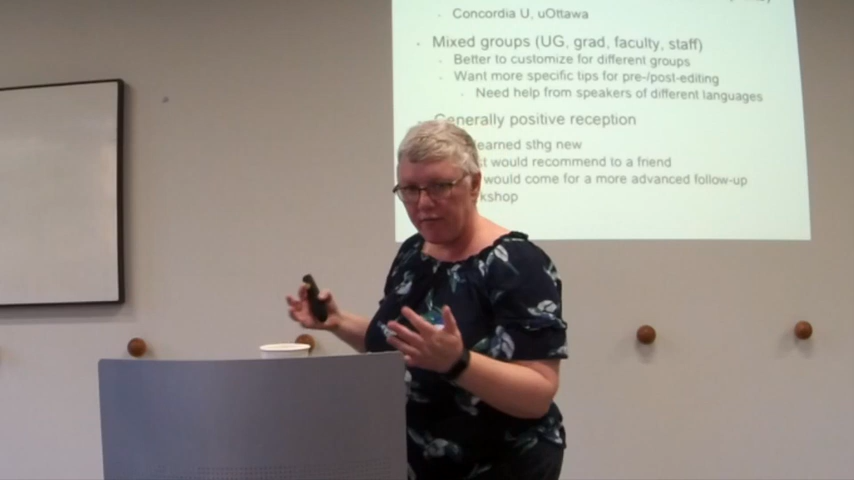 Concordia U, uOttawa
Mixed groups (UG, grad, faculty, staff)
Better to customize for different groups
Want more specific tips for pre-/post-editing
Need help from speakers of different languages
Generally positive reception
earned sthg new
st would recommend to a friend
would come for a more advanced follow-up
kshop